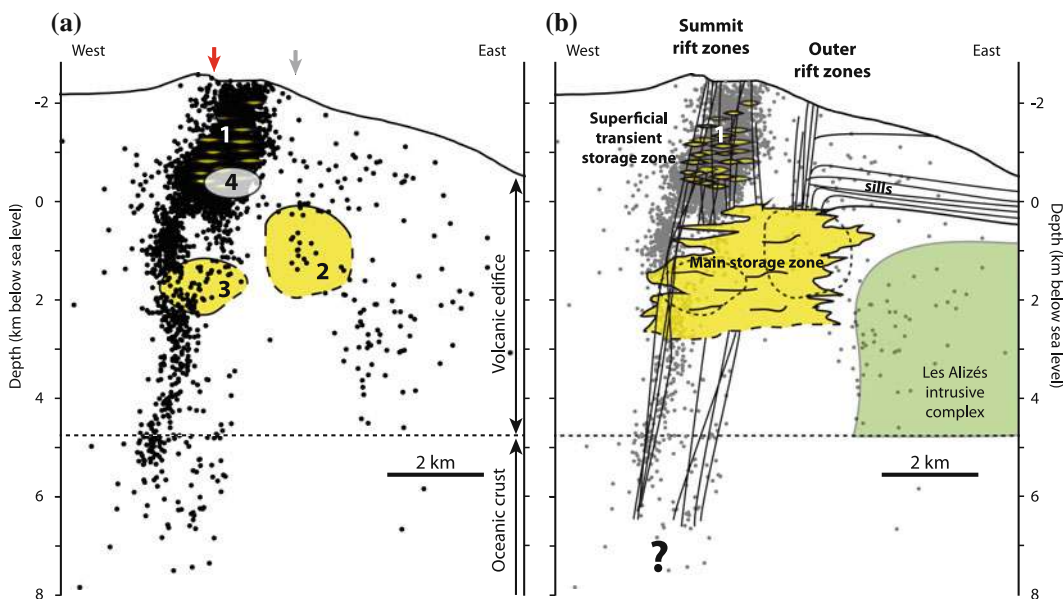 (a)
West
East
-2
0
2
4
6
8
Depth (km below sea level)
1
4
2
3
Volcanic edifice
Oceanic crust
2 km
(b)
West
Summit
rift zones
Outer
rift zones
East
Superficial
transient
storage zone
1
sills
Main storage zone
Les Alizés
intrusive
complex
2 km
?
-2
0
2
4
6
8
Depth (km below sea level)